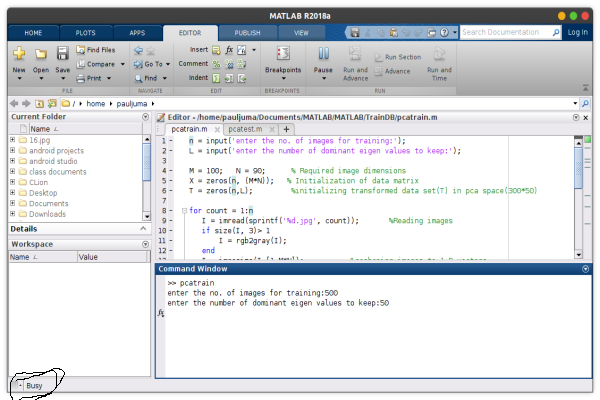 MATLAB R2018a
HOME PLOTS APPS EDITOR PUBLISH VIEW Search Documentation Log In
New Open Save Find Files Compare Print Go To Find Insert fx Comment Indent Breakpoints Pause Run and Advance Run Section Advance Run and Time
FILE NAVIGATE EDIT BREAKPOINTS RUN
/ home pauljuma
Current Folder
Name
16.jpg
android projects
android studio
class documents
CLion
Desktop
Documents
Downloads
Details
Workspace
Name Value
Editor - /home/pauljuma/Documents/MATLAB/MATLAB/TrainDB/pcatrain.m
pcatrain.m × pcatest.m × +
1 - n = input('enter the no. of images for training:');
2 - L = input('enter the number of dominant eigen values to keep:');
3
4 - M = 100; N = 90; % Required image dimensions
5 - X = zeros(n, (M*N)); % Initialization of data matrix
6 - T = zeros(n,L); %initializing transformed data set(T) in pca space(300*50)
7
8 - for count = 1:n
9 - I = imread(sprintf('%d.jpg', count)); %Reading images
10 - if size(I, 3)> 1
11 - I = rgb2gray(I);
12 - end
Command Window
>> pcatrain
enter the no. of images for training:500
enter the number of dominant eigen values to keep:50
fx
Busy